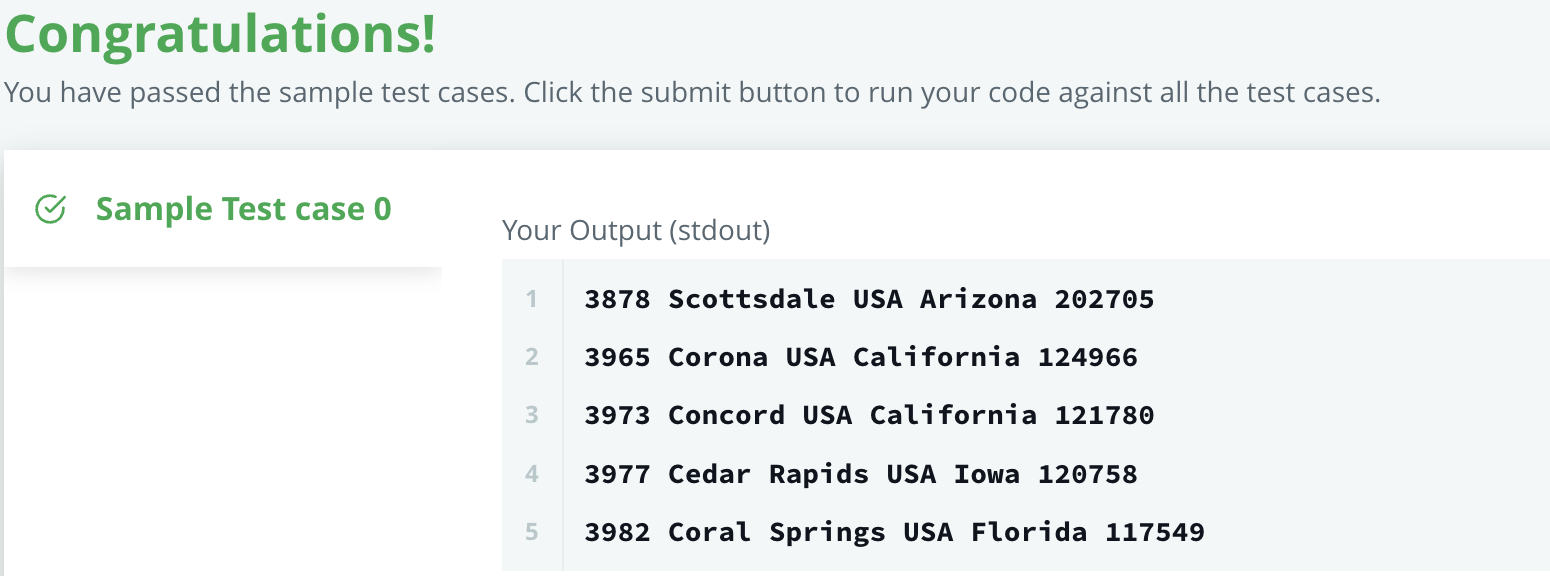 Congratulations!
You have passed the sample test cases. Click the submit button to run your code against all the test cases.
Sample Test case 0
Your Output (stdout)
1 3878 Scottsdale USA Arizona 202705
2 3965 Corona USA California 124966
3 3973 Concord USA California 121780
4 3977 Cedar Rapids USA Iowa 120758
5 3982 Coral Springs USA Florida 117549